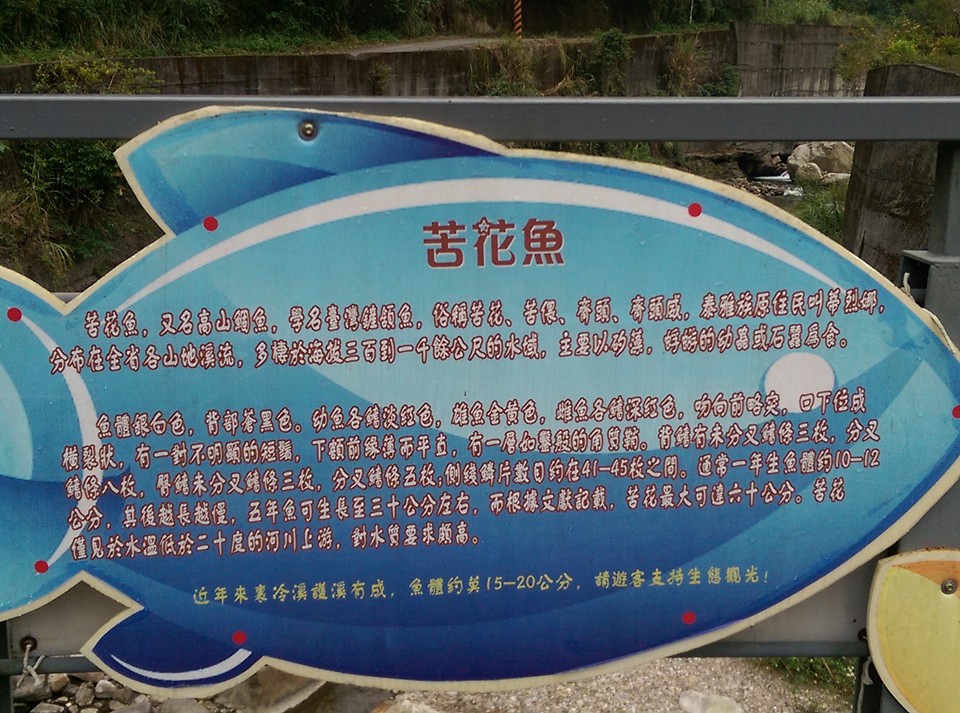 苦花魚
苦花魚，又名高山鯝魚，學名臺灣鏟頷魚，俗稱苦花、苦偎、齊頭、齊頭鹹，泰雅族原住民叫蒂烈鄉，
分布在全省各山地溪流，多棲於海拔三百到一千餘公尺的水域，主要以幼藻，蜉蝣的幼蟲或石蠶為食。
魚體銀白色，背部蒼黑色。幼魚各鰭淡紅色，雄魚金黃色，雌魚各鰭深紅色，吻向前略突，口下位成
橫裂狀，有一對不明顯的短鬚，下頷前緣薄而平直，有一層如鑿般的角質鞘。背鰭有未分叉鰭條三枚，分叉
鰭條八枚，臀鰭未分叉鰭條三枚，分叉鰭條五枚；側綫鱗片數目約在41—45枚之間。通常一年生魚體約10—12
公分，其後越長越慢，五年魚可生長至三十公分左右，而根據文獻記載，苦花最大可達六十公分。苦花
僅見於水溫低於二十度的河川上游，對水質要求頗高。
近年來裏冷溪護溪有成，魚體約莫15—20公分，請遊客支持生態觀光！